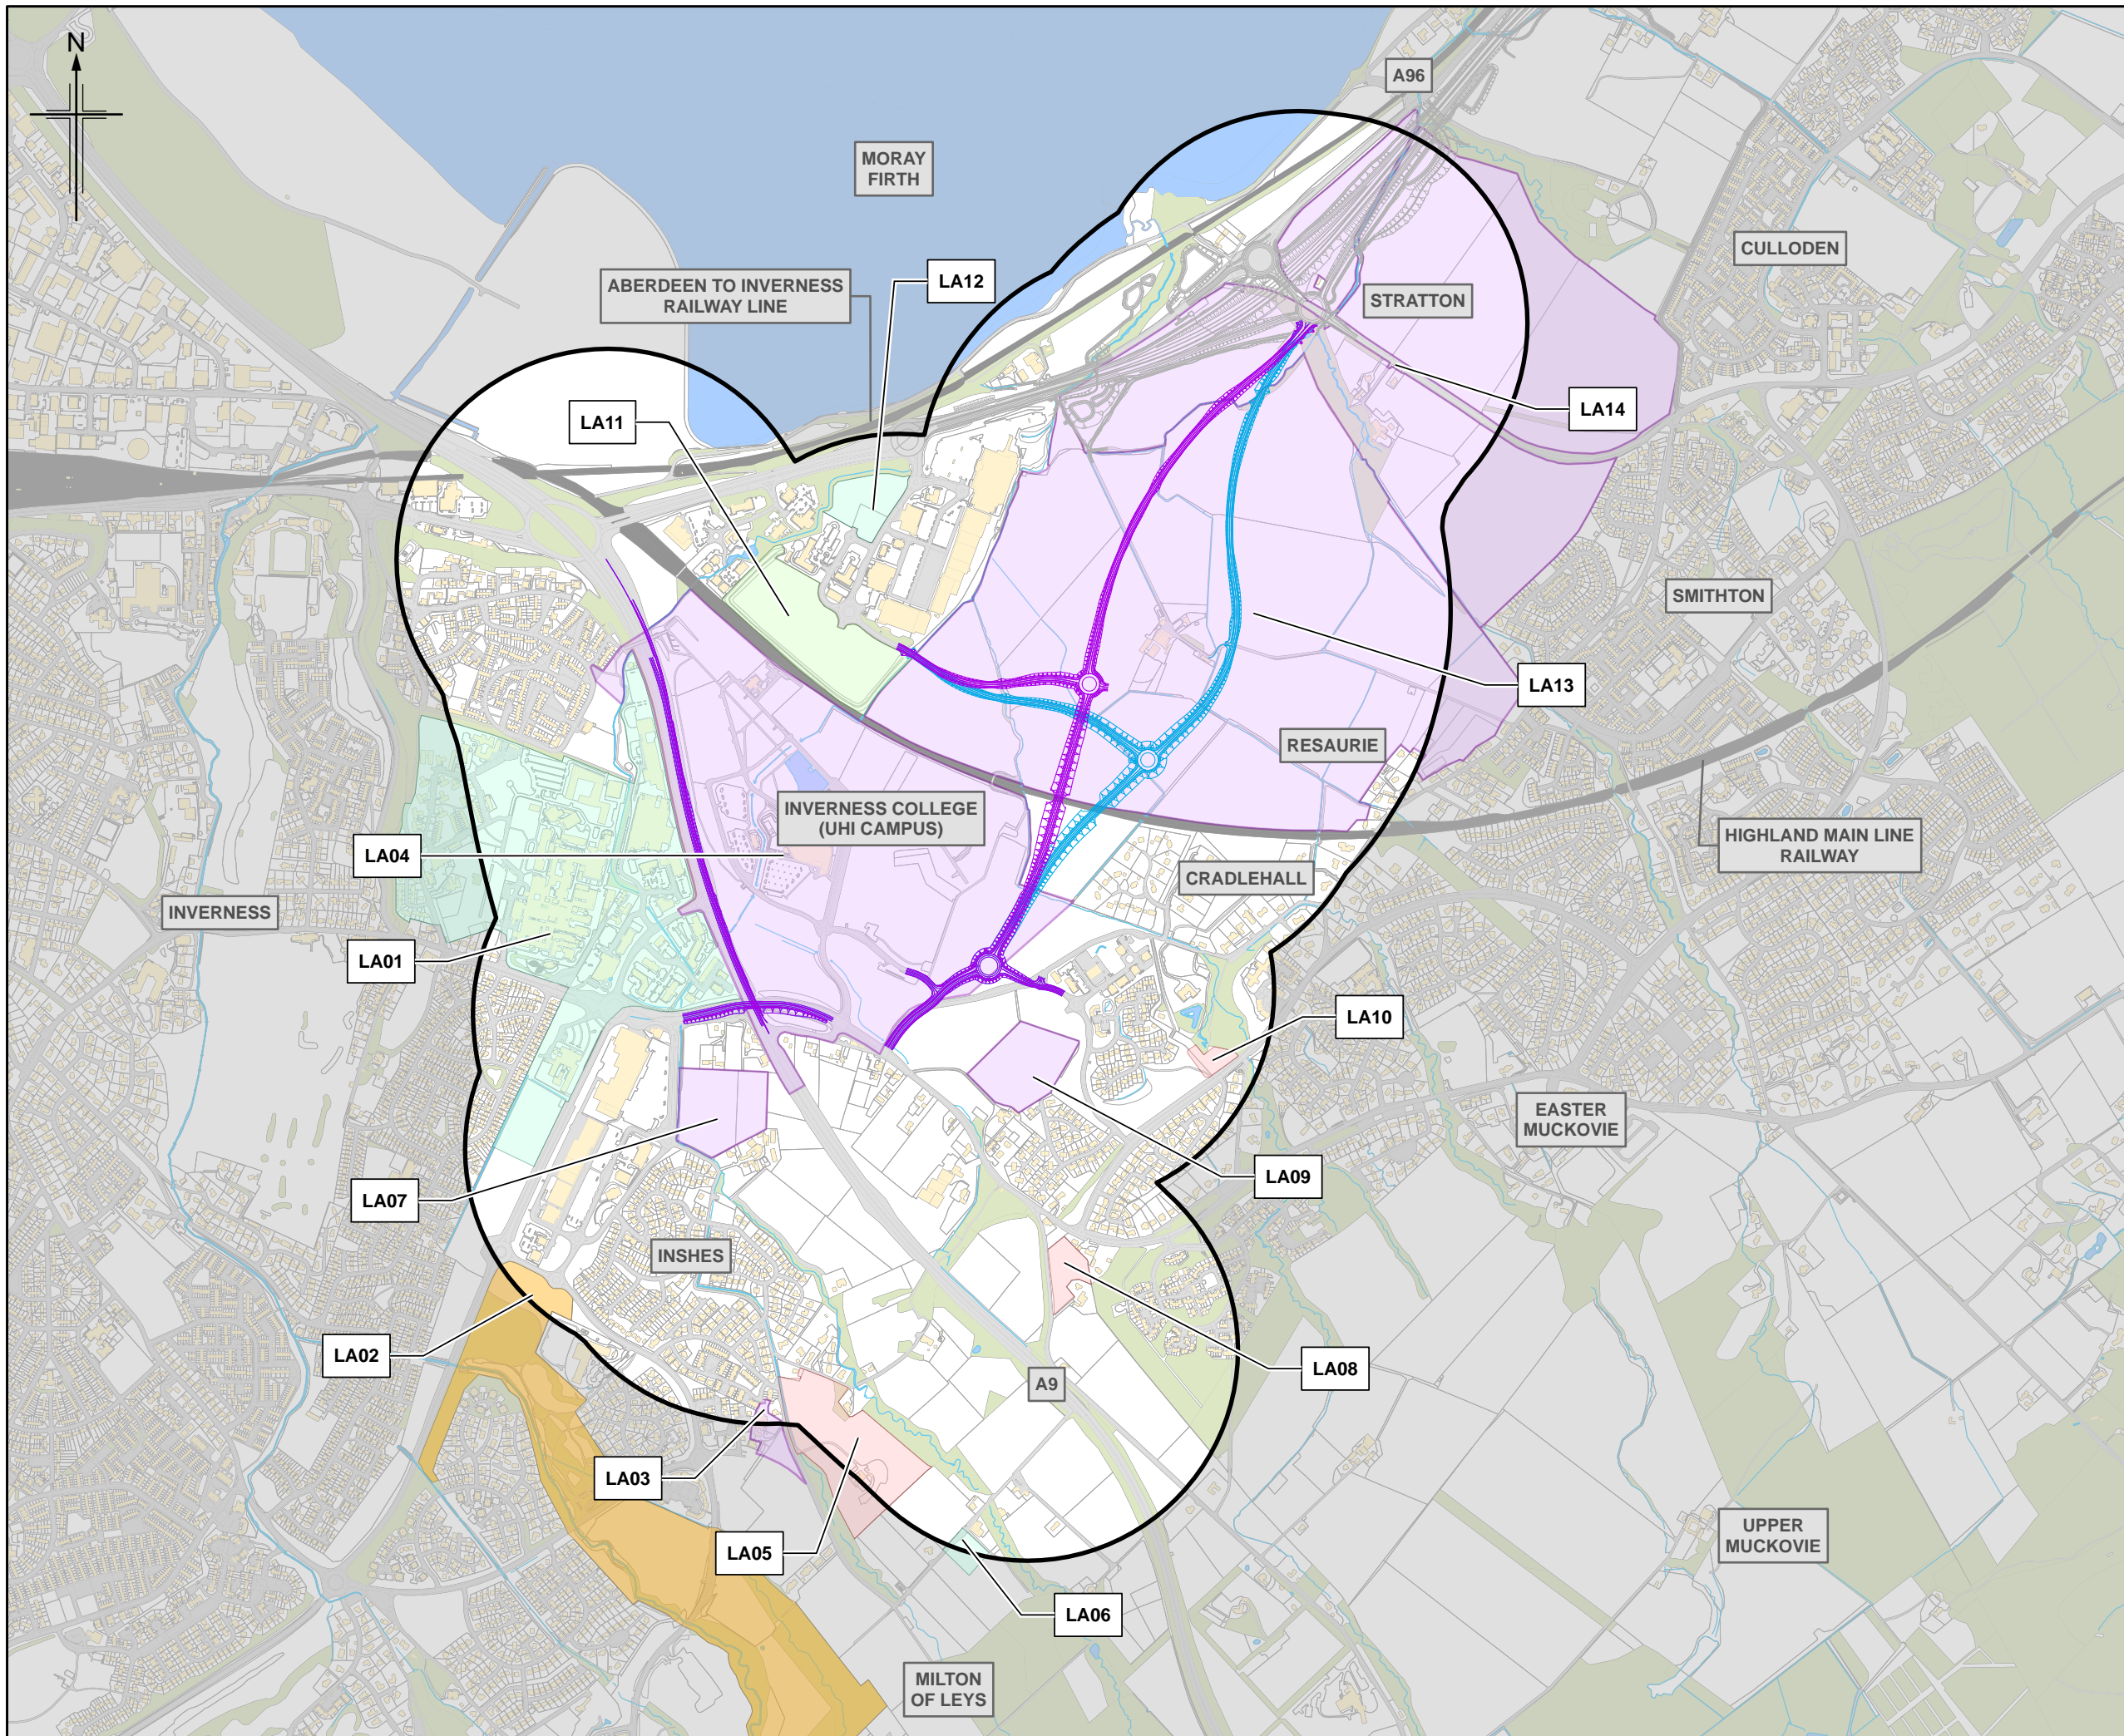 N
A96
MORAY
FIRTH
CULLODEN
ABERDEEN TO INVERNESS
RAILWAY LINE
LA12
STRATTON
LA11
LA14
SMITHTON
LA13
RESAURIE
INVERNESS COLLEGE
(UHI CAMPUS)
HIGHLAND MAIN LINE
RAILWAY
LA04
CRADLEHALL
INVERNESS
LA01
LA10
EASTER
MUCKOVIE
LA09
LA07
INSHES
LA02
LA08
A9
LA03
LA05
UPPER
MUCKOVIE
LA06
MILTON
OF LEYS